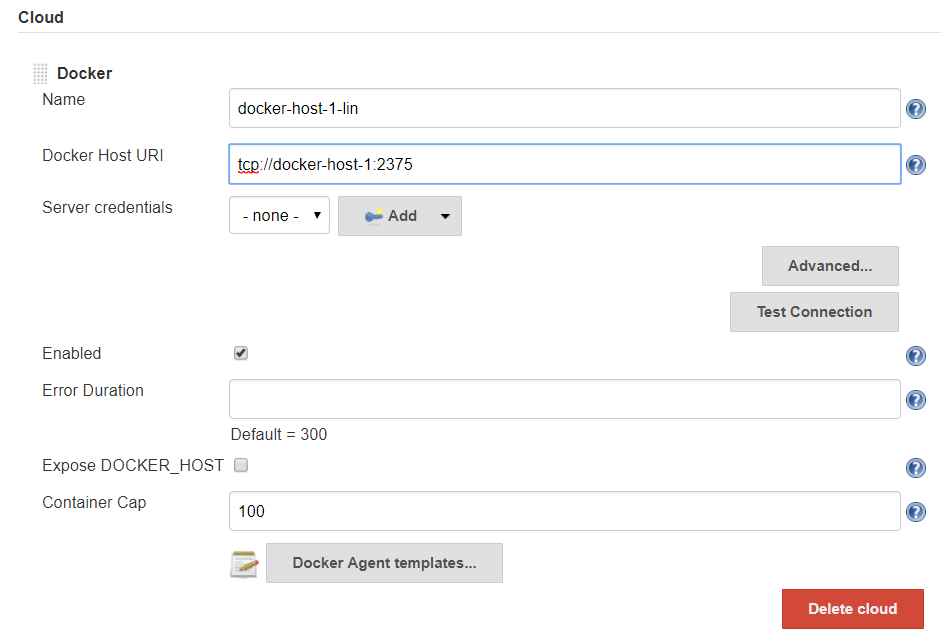 Cloud
Docker
Name
docker-host-1-lin
Docker Host URI
tcp://docker-host-1:2375
Server credentials
- none -
Add
Advanced...
Test Connection
Enabled
Error Duration
Default = 300
Expose DOCKER_HOST
Container Cap
100
Docker Agent templates...
Delete cloud